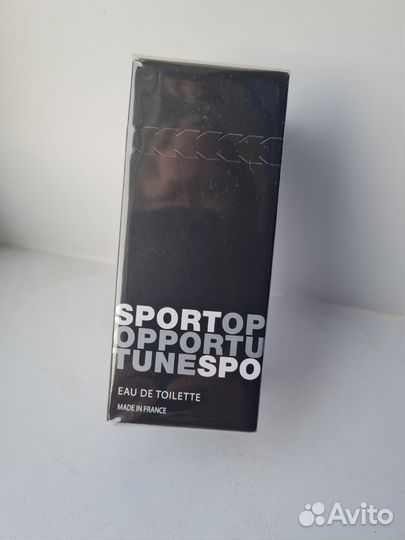 SPORTOP
OPPORTU
TUNESPO
EAU DE TOILETTE
MADE IN FRANCE
Avito